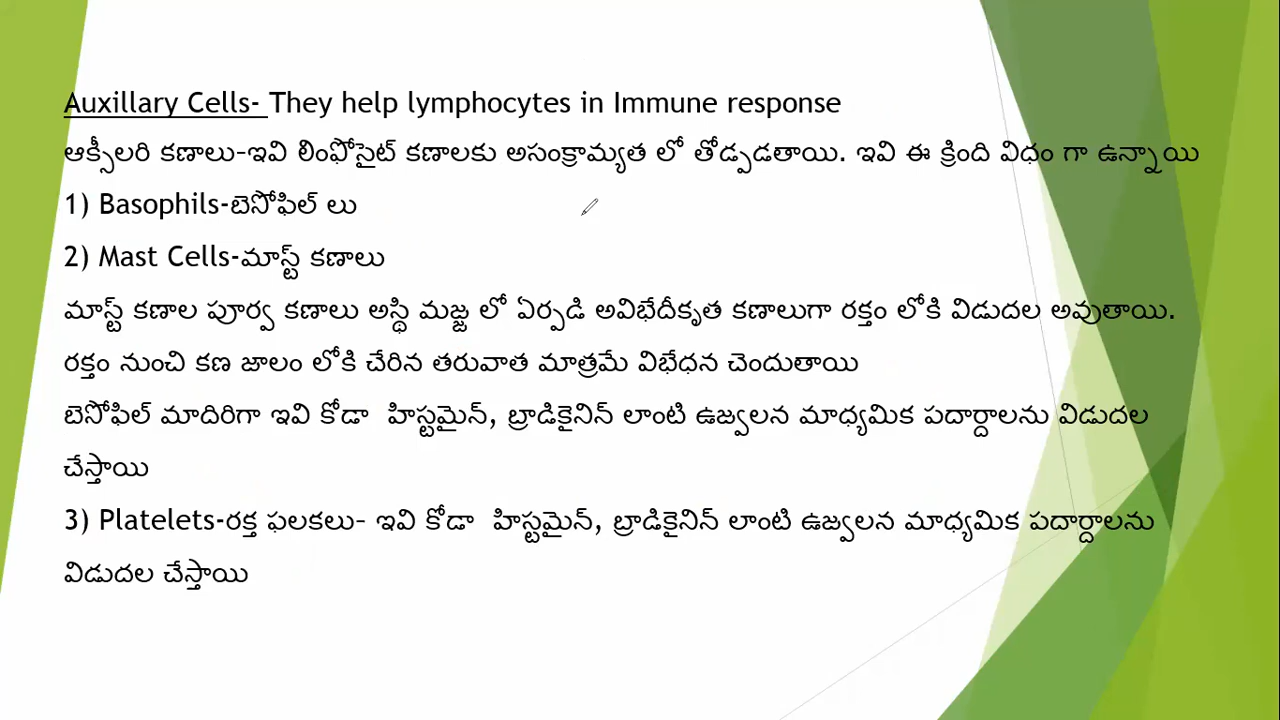 Auxillary Cells- They help lymphocytes in Immune response
ఆక్సీలరి కణాలు-ఇవి లింఫోసైట్ కణాలకు అసంక్రామ్యత లో తోడ్పడతాయి. ఇవి ఈ క్రింది విధం గా ఉన్నాయి
1) Basophils-బెసోఫిల్ లు
2) Mast Cells-మాస్ట్ కణాలు
మాస్ట్ కణాల పూర్వ కణాలు అస్థి మజ్జ లో ఏర్పడి అవిభేదీకృత కణాలుగా రక్తం లోకి విడుదల అవుతాయి.
రక్తం నుంచి కణ జాలం లోకి చేరిన తరువాత మాత్రమే విభేధన చెందుతాయి
బెసోఫిల్ మాదిరిగా ఇవి కోడా  హిస్టమైన్, బ్రాడికైనిన్ లాంటి ఉజ్వలన మాధ్యమిక పదార్దాలను విడుదల
చేస్తాయి
3) Platelets-రక్త ఫలకలు- ఇవి కోడా  హిస్టమైన్, బ్రాడికైనిన్ లాంటి ఉజ్వలన మాధ్యమిక పదార్దాలను
విడుదల చేస్తాయి